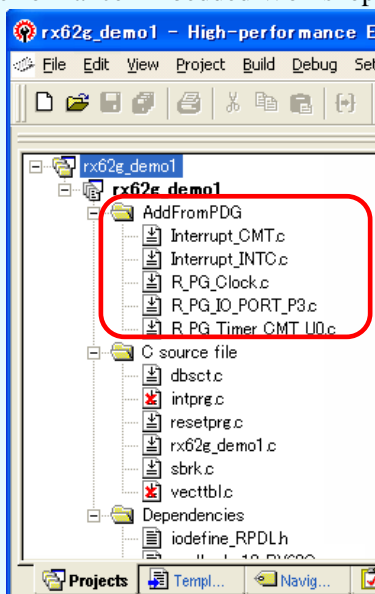 rx62g_demo1 - High-performance E
File Edit View Project Build Debug Set
rx62g_demo1
rx62g_demo1
AddFromPDG
Interrupt_CMT.c
Interrupt_INTC.c
R_PG_Clock.c
R_PG_IO_PORT_P3.c
R_PG_Timer_CMT_U0.c
C source file
dbsct.c
intprg.c
resetprg.c
rx62g_demo1.c
sbrk.c
vecttbl.c
Dependencies
iodefine_RPDL.h
Projects Templ... Navig...